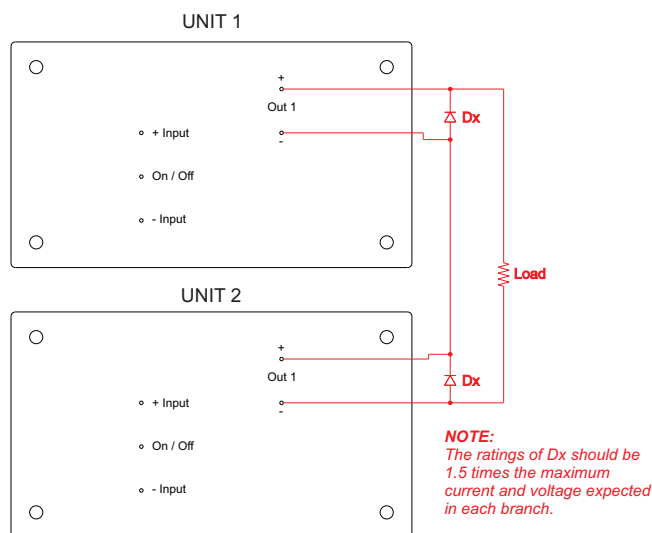 UNIT 1
+
Out 1
-
Dx
+ Input
On / Off
- Input
Load
UNIT 2
+
Out 1
-
Dx
+ Input
On / Off
- Input
NOTE:
The ratings of Dx should be
1.5 times the maximum
current and voltage expected
in each branch.